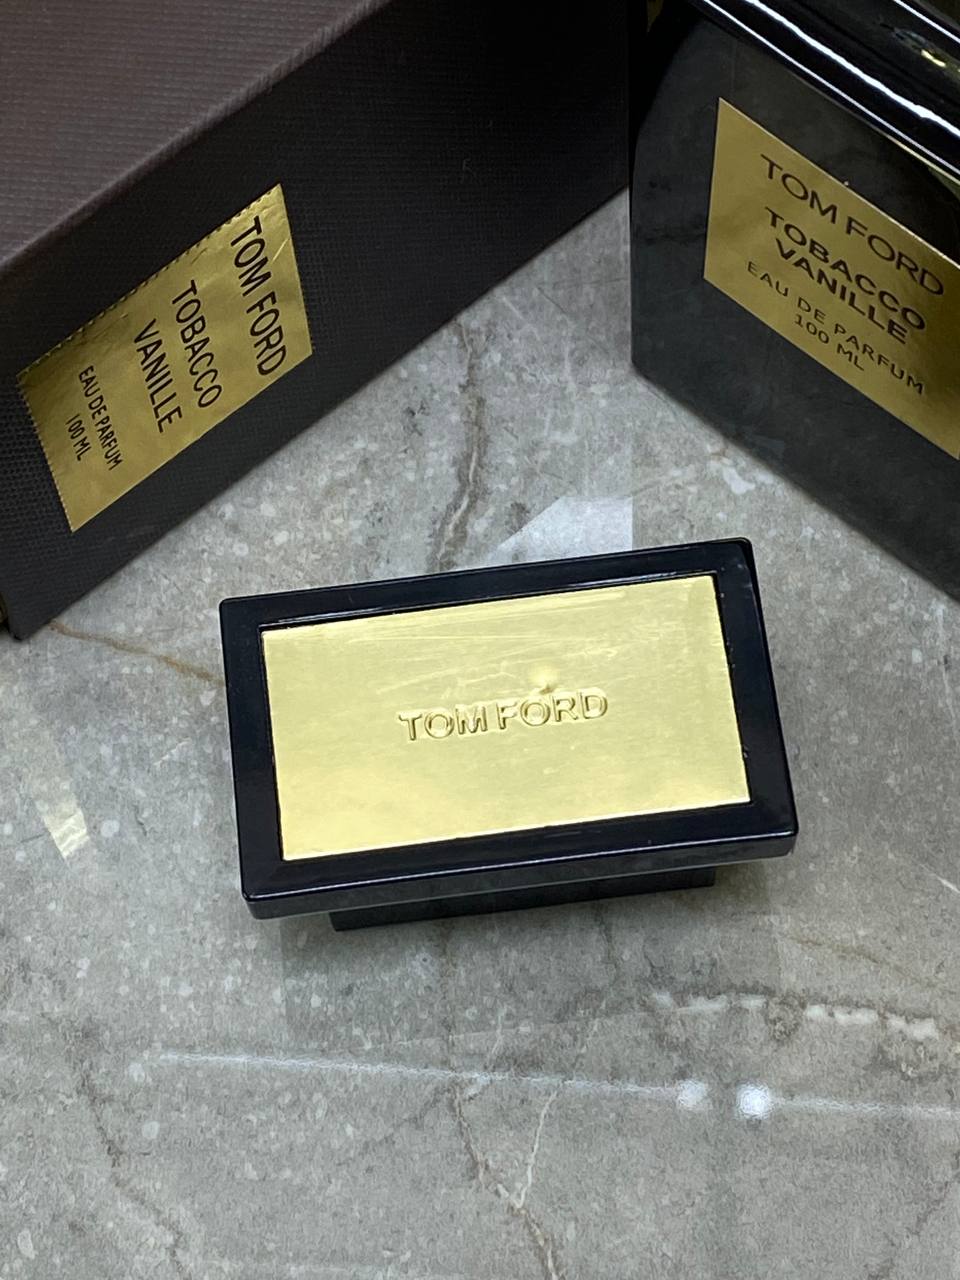 TOM FORD
TOBACCO
VANILLE
EAU DE PARFUM
100 ML
TOM FORD
TOBACCO
VANILLE
EAU DE PARFUM
100 ML
TOM FORD